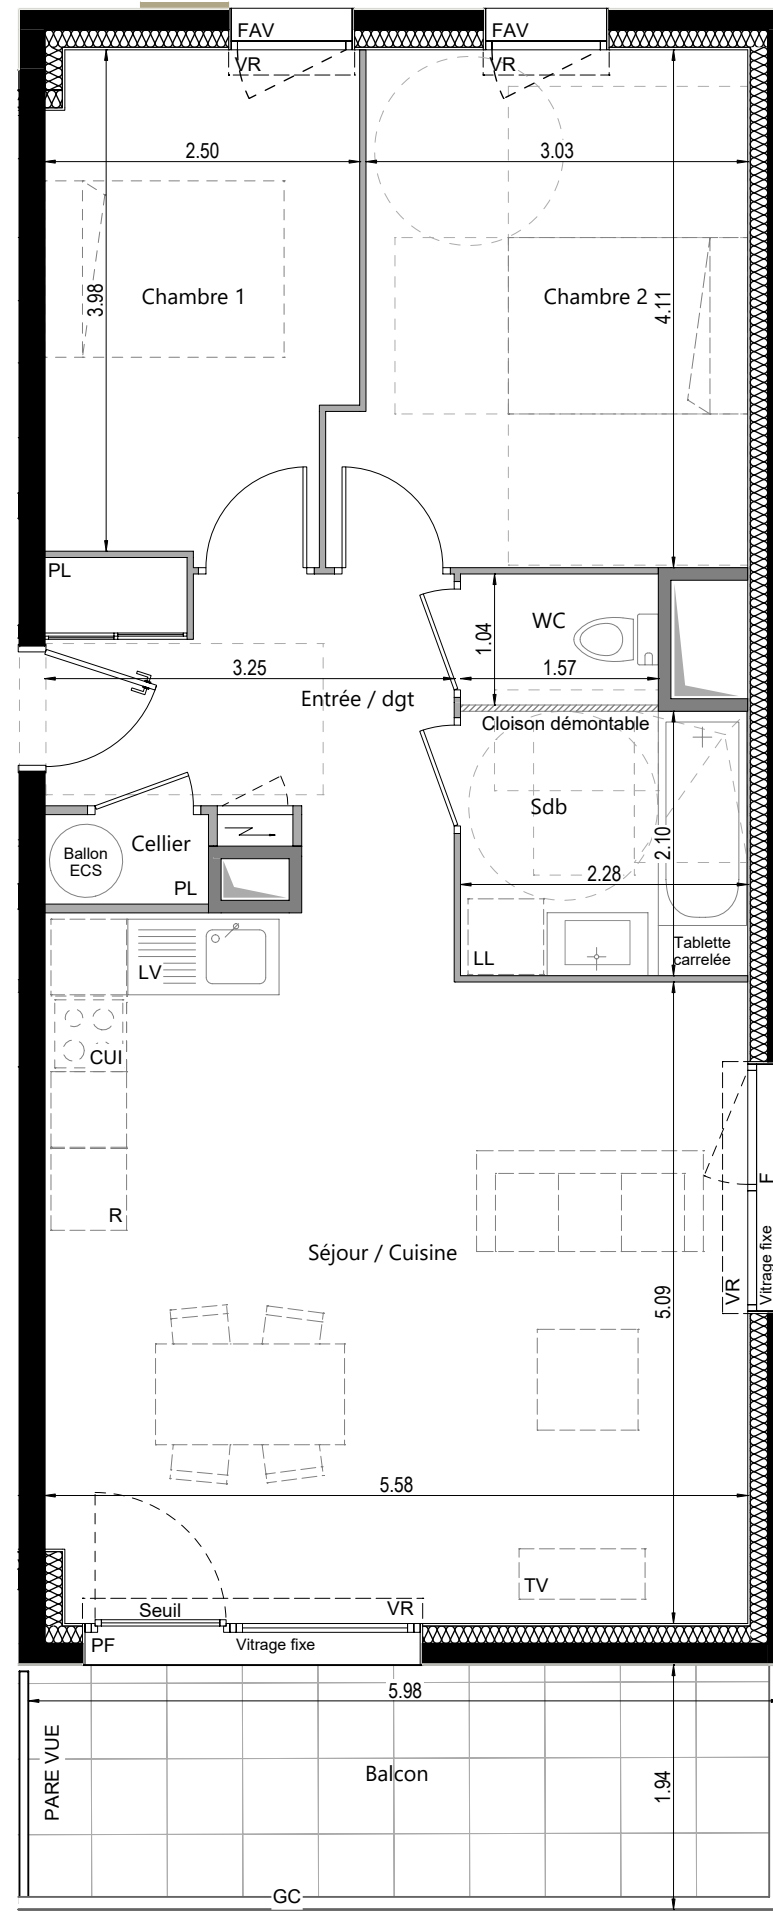 FAV
FAV
VR
VR
2.50
3.03
3.98
Chambre 1
Chambre 2
4.11
PL
WC
1.04
3.25
1.57
Entrée / dgt
Cloison démontable
Sdb
Cellier
Ballon
ECS
2.10
2.28
PL
LL
Tablette
carrelée
LV
CUI
R
F
Séjour / Cuisine
Vitrage fixe
VR
5.09
5.58
TV
Seuil
VR
PF
Vitrage fixe
5.98
PARE VUE
Balcon
1.94
GC